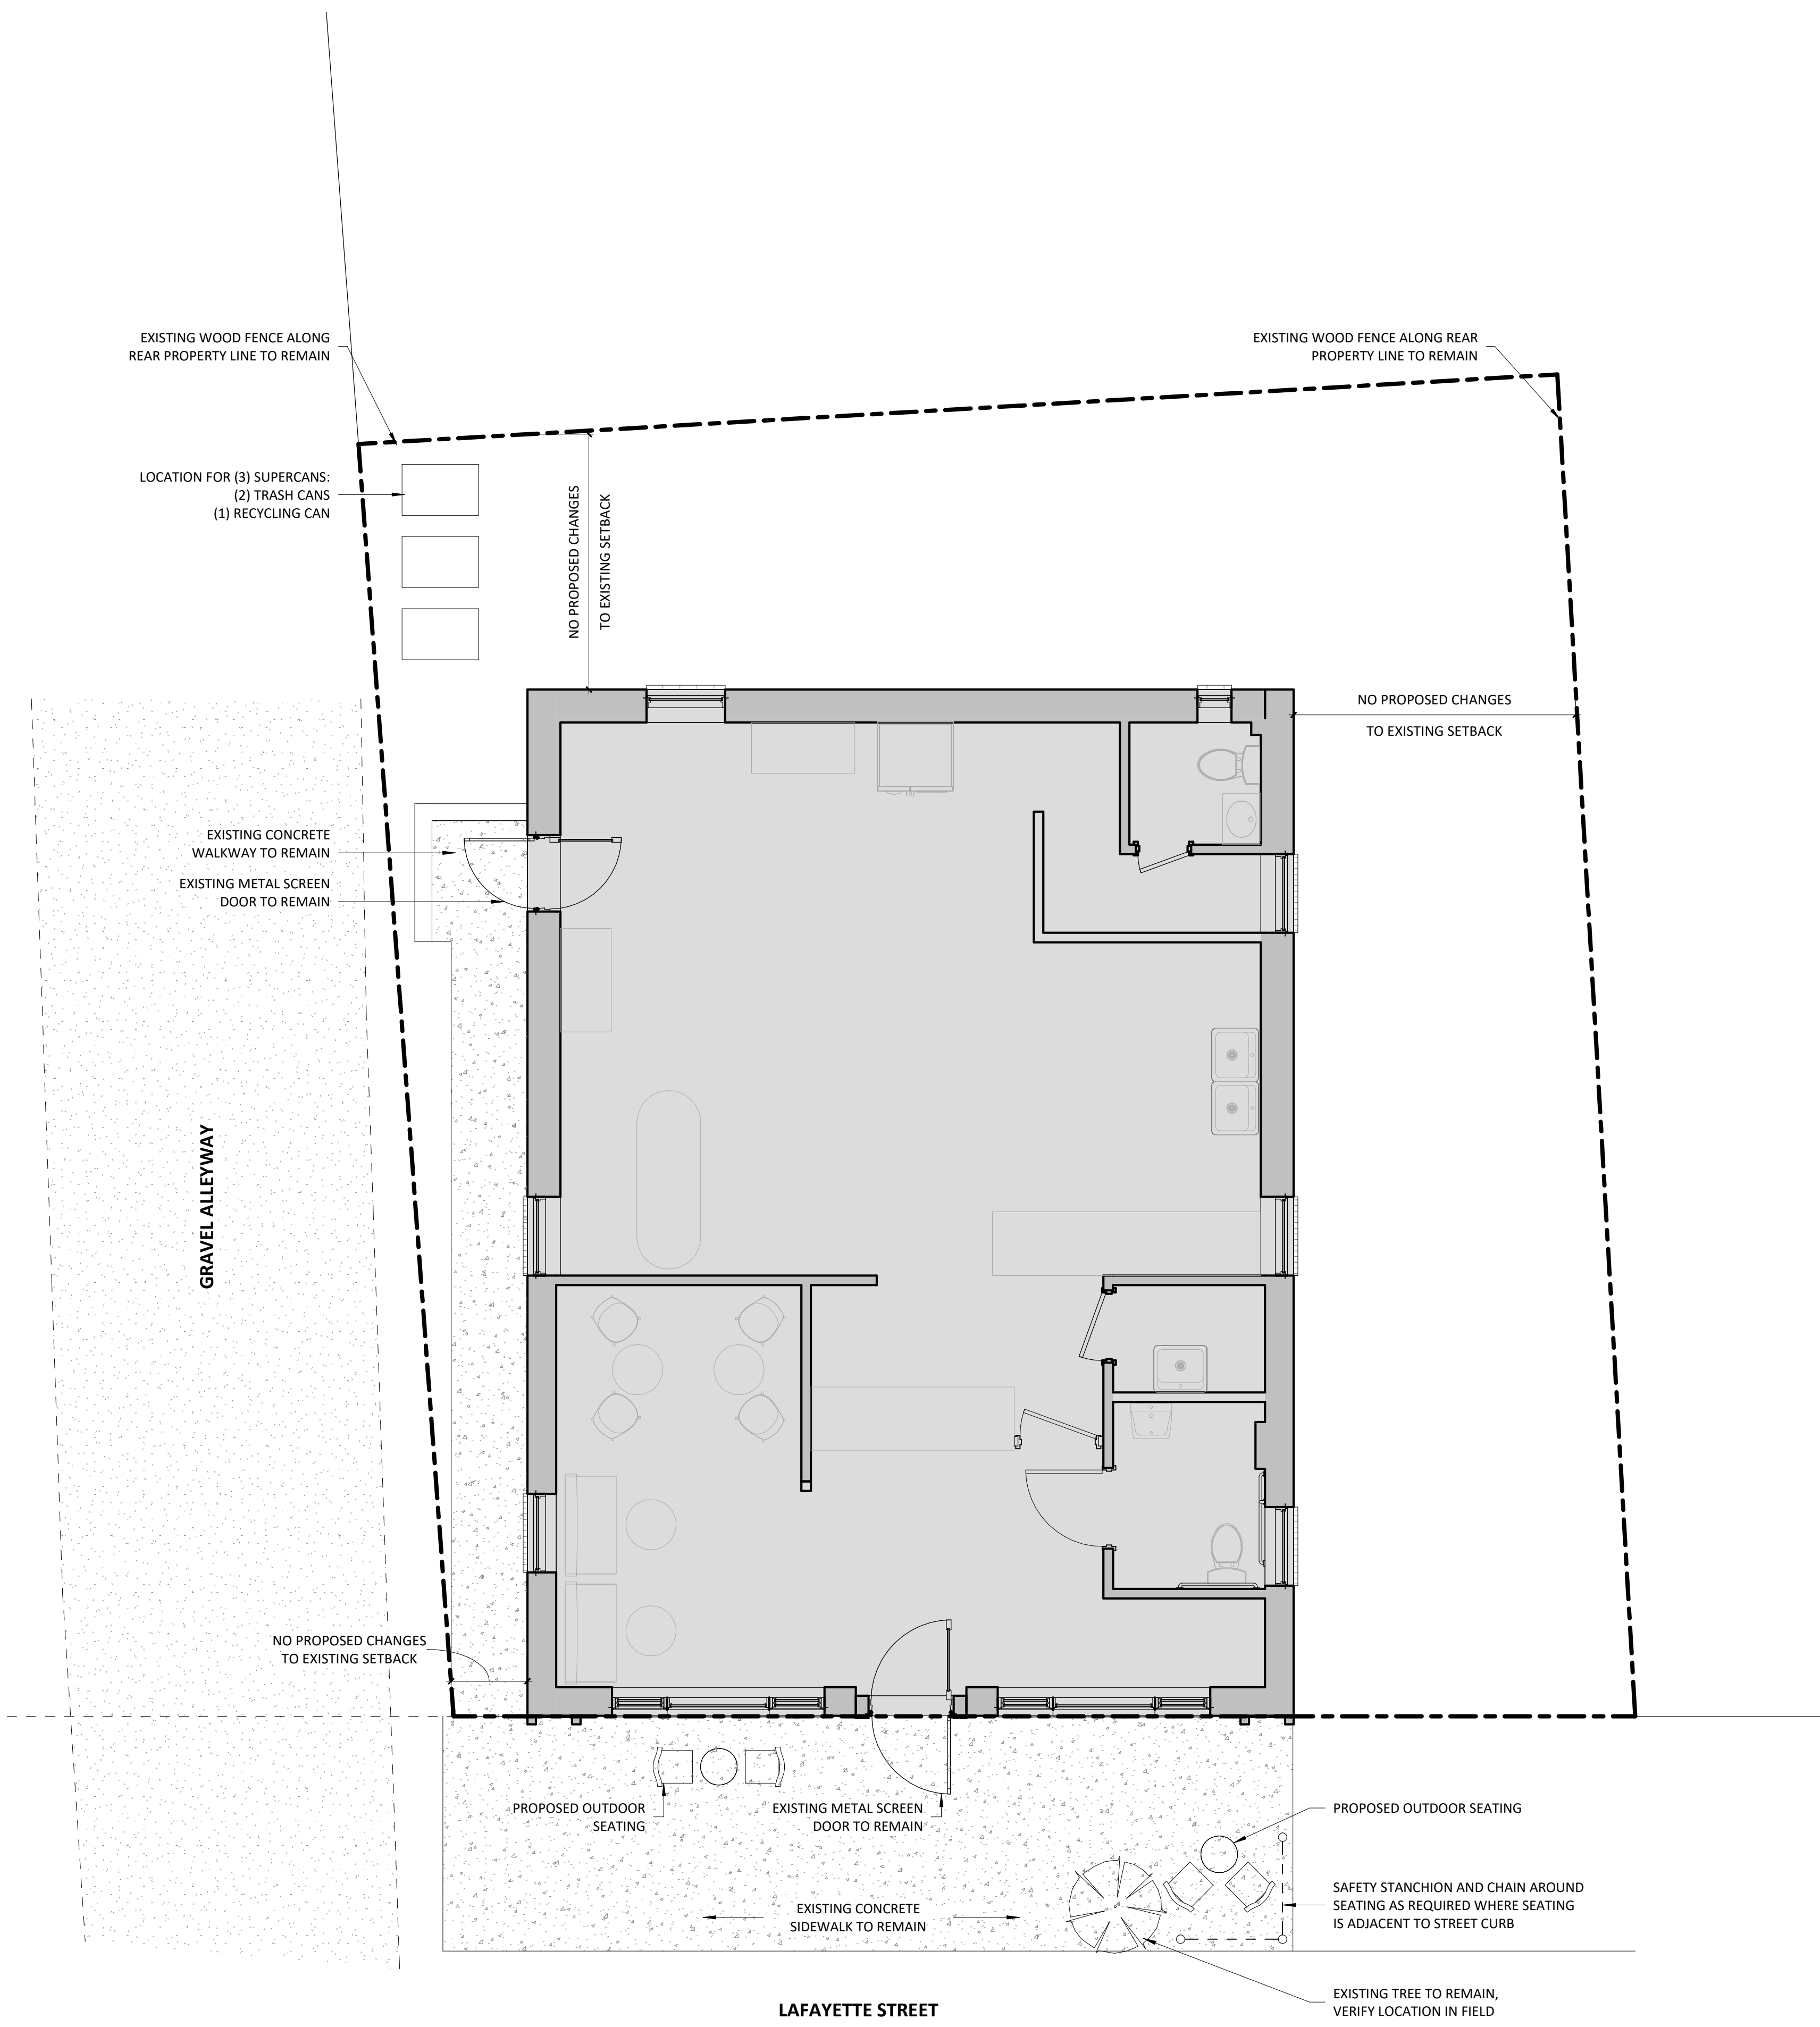 EXISTING WOOD FENCE ALONG
REAR PROPERTY LINE TO REMAIN
EXISTING WOOD FENCE ALONG REAR
PROPERTY LINE TO REMAIN
LOCATION FOR (3) SUPERCANS:
(2) TRASH CANS
(1) RECYCLING CAN
NO PROPOSED CHANGES
TO EXISTING SETBACK
NO PROPOSED CHANGES
TO EXISTING SETBACK
EXISTING CONCRETE
WALKWAY TO REMAIN
EXISTING METAL SCREEN
DOOR TO REMAIN
GRAVEL ALLEYWAY
NO PROPOSED CHANGES
TO EXISTING SETBACK
PROPOSED OUTDOOR
SEATING
EXISTING METAL SCREEN
DOOR TO REMAIN
PROPOSED OUTDOOR SEATING
SAFETY STANCHION AND CHAIN AROUND
SEATING AS REQUIRED WHERE SEATING
IS ADJACENT TO STREET CURB
EXISTING CONCRETE
SIDEWALK TO REMAIN
EXISTING TREE TO REMAIN,
VERIFY LOCATION IN FIELD
LAFAYETTE STREET